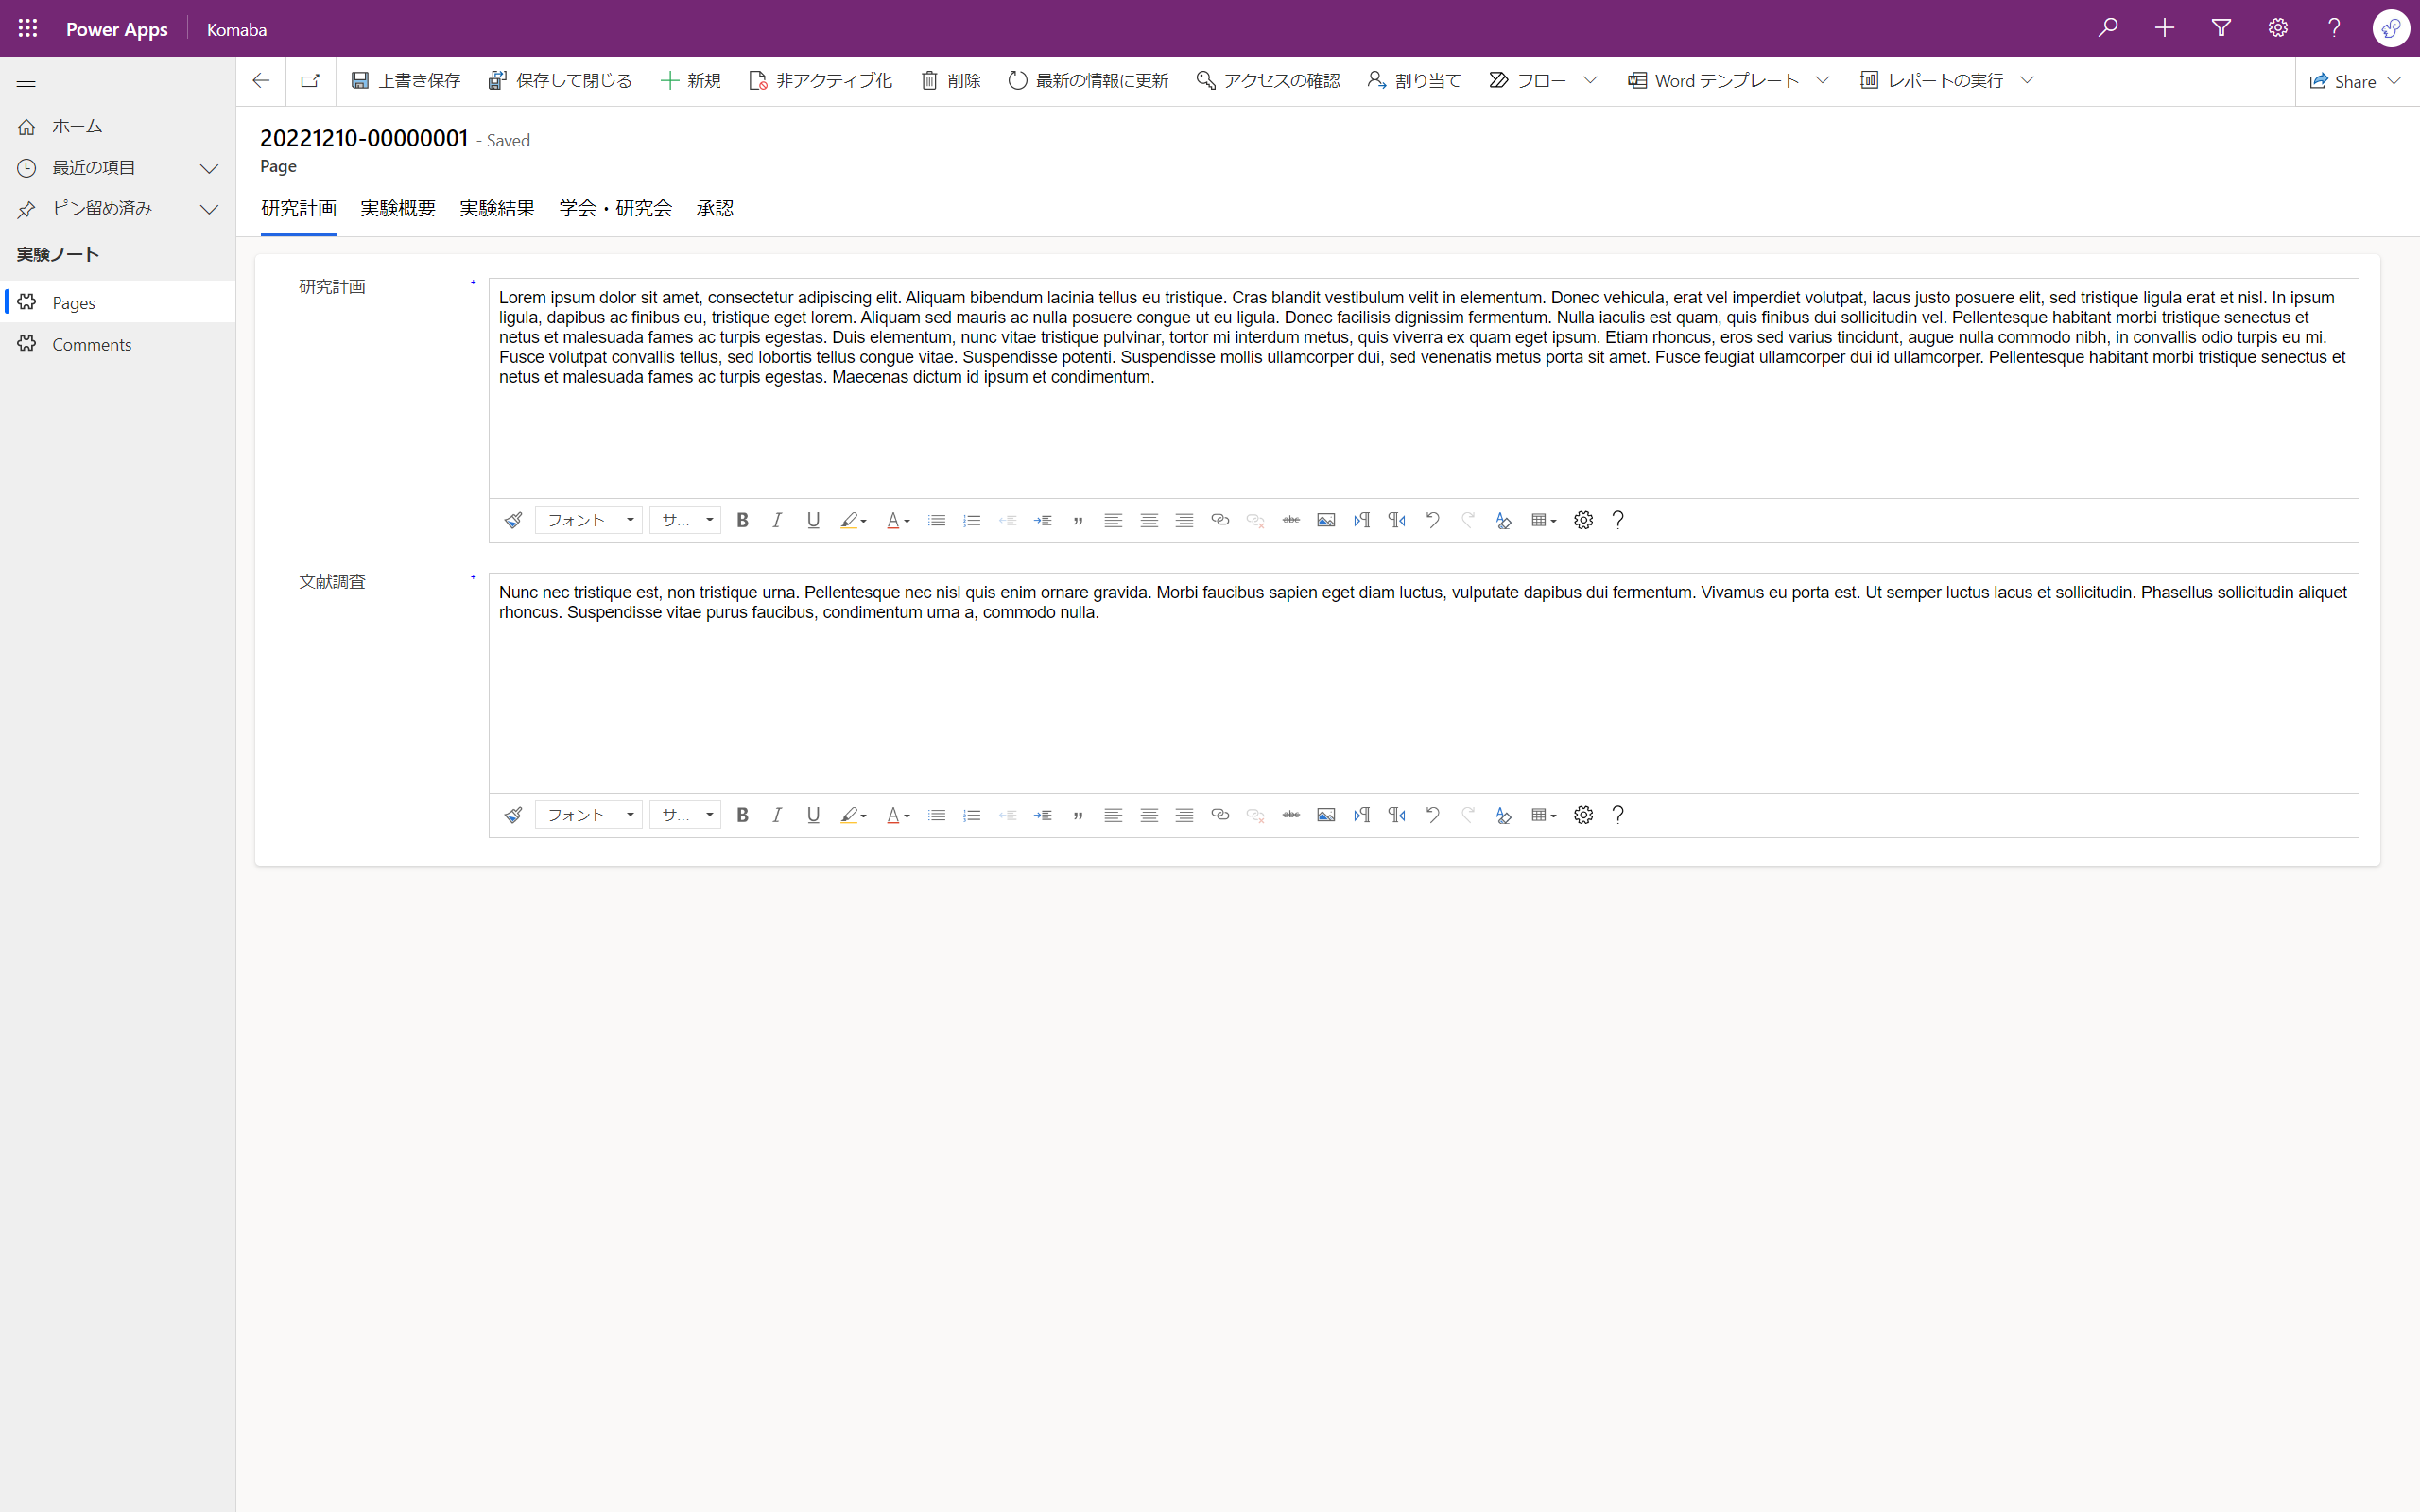 Power Apps
Komaba
上書き保存 保存して閉じる 新規 非アクティブ化 削除 最新の情報に更新 アクセスの確認 割り当て フロー Word テンプレート レポートの実行 Share
ホーム
最近の項目
ピン留め済み
実験ノート
Pages
Comments
20221210-00000001 - Saved
Page
研究計画 実験概要 実験結果 学会・研究会 承認
研究計画 *
Lorem ipsum dolor sit amet, consectetur adipiscing elit. Aliquam bibendum lacinia tellus eu tristique. Cras blandit vestibulum velit in elementum. Donec vehicula, erat vel imperdiet volutpat, lacus justo posuere elit, sed tristique ligula erat et nisl. In ipsum
ligula, dapibus ac finibus eu, tristique eget lorem. Aliquam sed mauris ac nulla posuere congue ut eu ligula. Donec facilisis dignissim fermentum. Nulla iaculis est quam, quis finibus dui sollicitudin vel. Pellentesque habitant morbi tristique senectus et
netus et malesuada fames ac turpis egestas. Duis elementum, nunc vitae tristique pulvinar, tortor mi interdum metus, quis viverra ex quam eget ipsum. Etiam rhoncus, eros sed varius tincidunt, augue nulla commodo nibh, in convallis odio turpis eu mi.
Fusce volutpat convallis tellus, sed lobortis tellus congue vitae. Suspendisse potenti. Suspendisse mollis ullamcorper dui, sed venenatis metus porta sit amet. Fusce feugiat ullamcorper dui id ullamcorper. Pellentesque habitant morbi tristique senectus et
netus et malesuada fames ac turpis egestas. Maecenas dictum id ipsum et condimentum.
フォント サ... B I U A abc ?
文献調査 *
Nunc nec tristique est, non tristique urna. Pellentesque nec nisl quis enim ornare gravida. Morbi faucibus sapien eget diam luctus, vulputate dapibus dui fermentum. Vivamus eu porta est. Ut semper luctus lacus et sollicitudin. Phasellus sollicitudin aliquet
rhoncus. Suspendisse vitae purus faucibus, condimentum urna a, commodo nulla.
フォント サ... B I U A abc ?